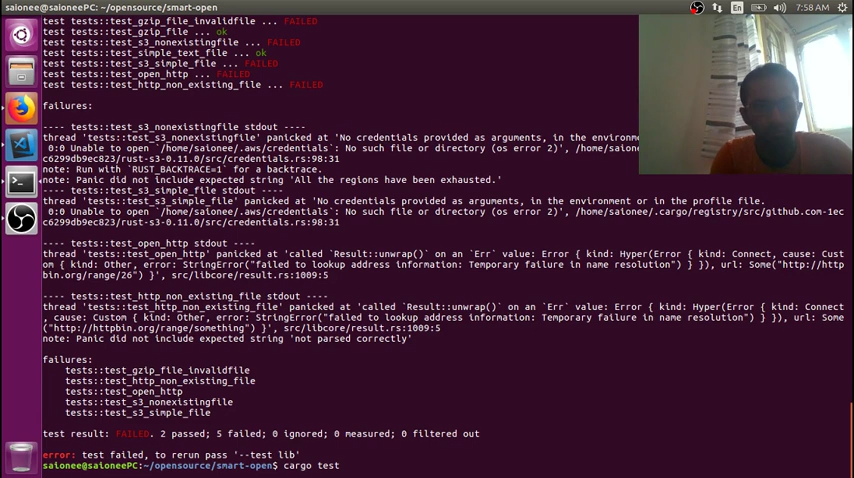 saionee@saioneePC: ~/opensource/smart-open
En
7:58 AM
test tests::test_gzip_file_invalidfile ... FAILED
test tests::test_gzip_file ... ok
test tests::test_s3_nonexistingfile ... FAILED
test tests::test_simple_text_file ... ok
test tests::test_s3_simple_file ... FAILED
test tests::test_open_http ... FAILED
test tests::test_http_non_existing_file ... FAILED
failures:
---- tests::test_s3_nonexistingfile stdout ----
thread 'tests::test_s3_nonexistingfile' panicked at 'No credentials provided as arguments, in the environme
0:0 Unable to open `/home/saionee/.aws/credentials`: No such file or directory (os error 2)', /home/saione
c6299db9ec823/rust-s3-0.11.0/src/credentials.rs:98:31
note: Run with `RUST_BACKTRACE=1` for a backtrace.
note: Panic did not include expected string 'All the regions have been exhausted.'
---- tests::test_s3_simple_file stdout ----
thread 'tests::test_s3_simple_file' panicked at 'No credentials provided as arguments, in the environment or in the profile file.
0:0 Unable to open `/home/saionee/.aws/credentials`: No such file or directory (os error 2)', /home/saionee/.cargo/registry/src/github.com-1ec
c6299db9ec823/rust-s3-0.11.0/src/credentials.rs:98:31
---- tests::test_open_http stdout ----
thread 'tests::test_open_http' panicked at 'called `Result::unwrap()` on an `Err` value: Error { kind: Hyper(Error { kind: Connect, cause: Cust
om { kind: Other, error: StringError("failed to lookup address information: Temporary failure in name resolution") } }), url: Some("http://http
bin.org/range/26") }', src/libcore/result.rs:1009:5
---- tests::test_http_non_existing_file stdout ----
thread 'tests::test_http_non_existing_file' panicked at 'called `Result::unwrap()` on an `Err` value: Error { kind: Hyper(Error { kind: Connect
, cause: Custom { kind: Other, error: StringError("failed to lookup address information: Temporary failure in name resolution") } }), url: Some
("http://httpbin.org/range/something") }', src/libcore/result.rs:1009:5
note: Panic did not include expected string 'not parsed correctly'
failures:
tests::test_gzip_file_invalidfile
tests::test_http_non_existing_file
tests::test_open_http
tests::test_s3_nonexistingfile
tests::test_s3_simple_file
test result: FAILED. 2 passed; 5 failed; 0 ignored; 0 measured; 0 filtered out
error: test failed, to rerun pass '--test lib'
saionee@saioneePC:~/opensource/smart-open$ cargo test